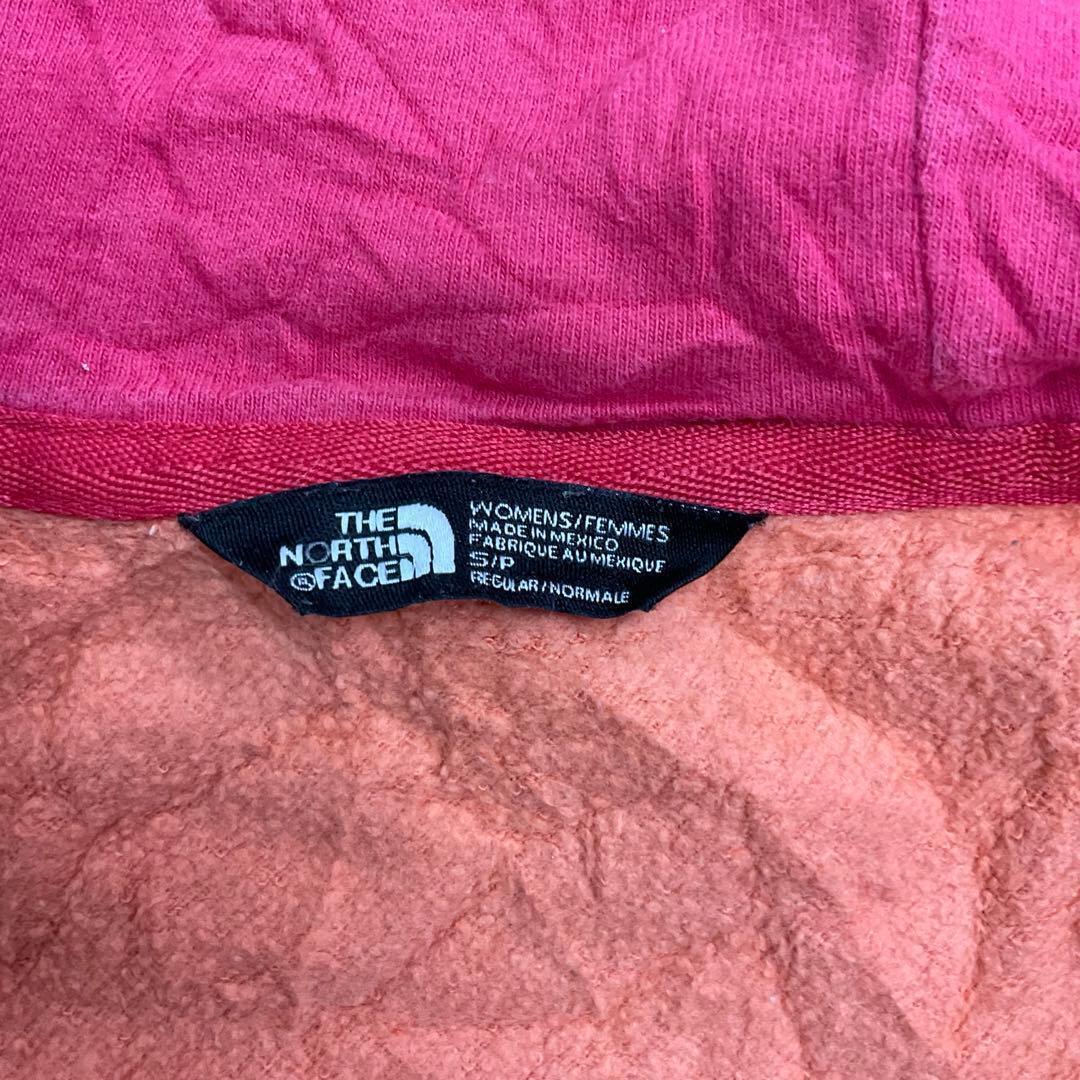 THE
NORTH
®FACE
WOMENS/FEMMES
MADE IN MEXICO
FABRIQUE AU MEXIQUE
S/P
REGULAR/NORMALE